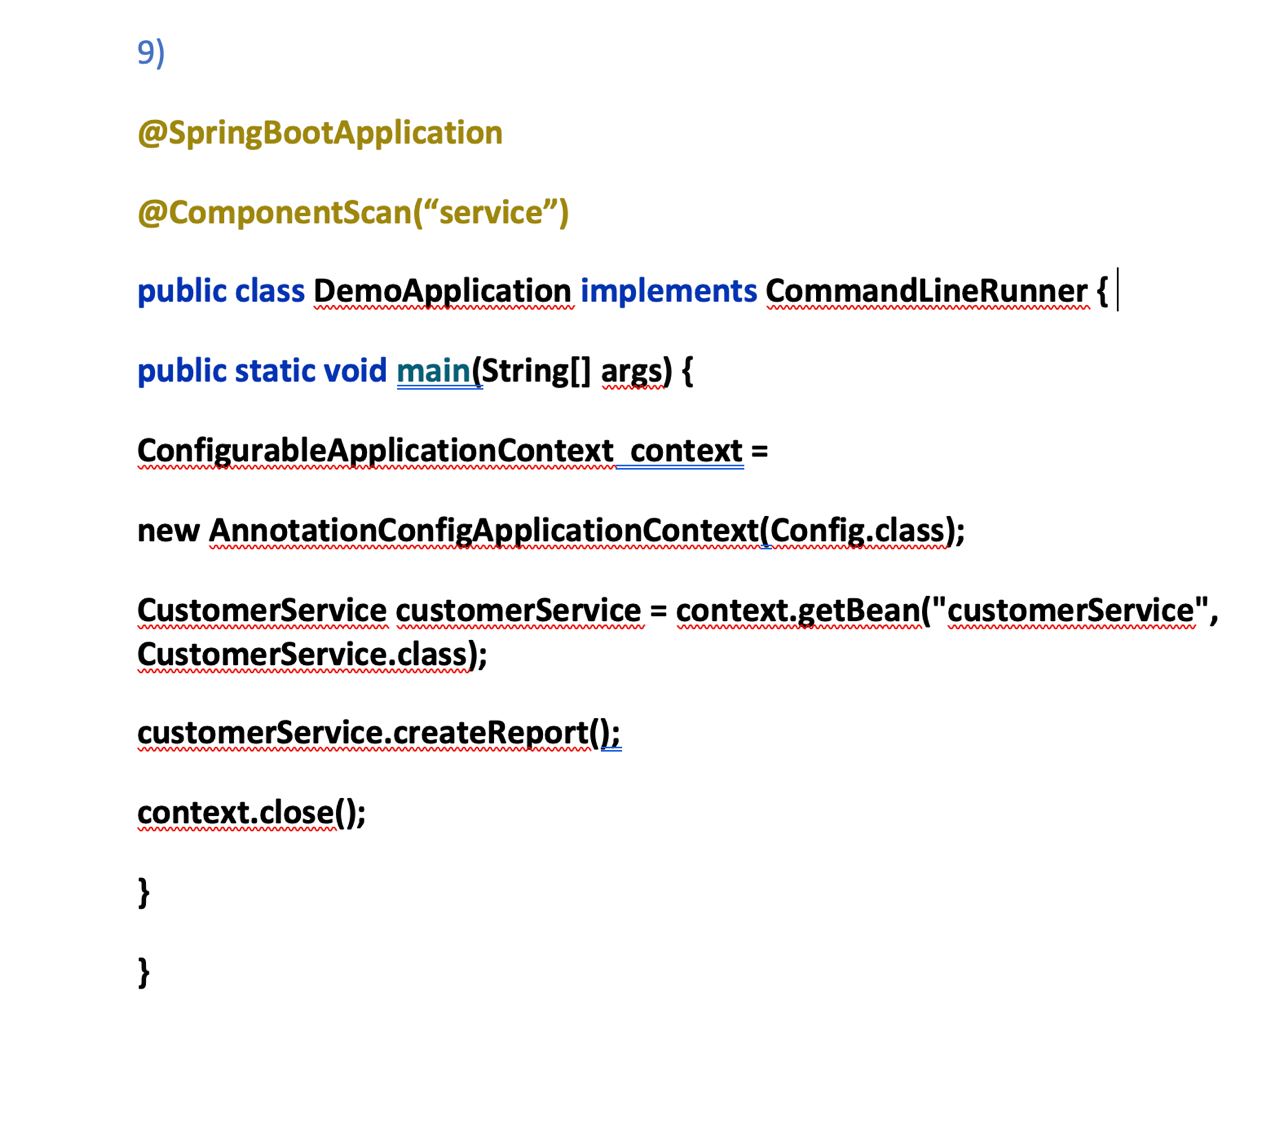 9)
@SpringBootApplication
@ComponentScan(“service”)
public class DemoApplication implements CommandLineRunner {
public static void main(String[] args) {
ConfigurableApplicationContext context =
new AnnotationConfigApplicationContext(Config.class);
CustomerService customerService = context.getBean("customerService",
CustomerService.class);
customerService.createReport();
context.close();
}
}